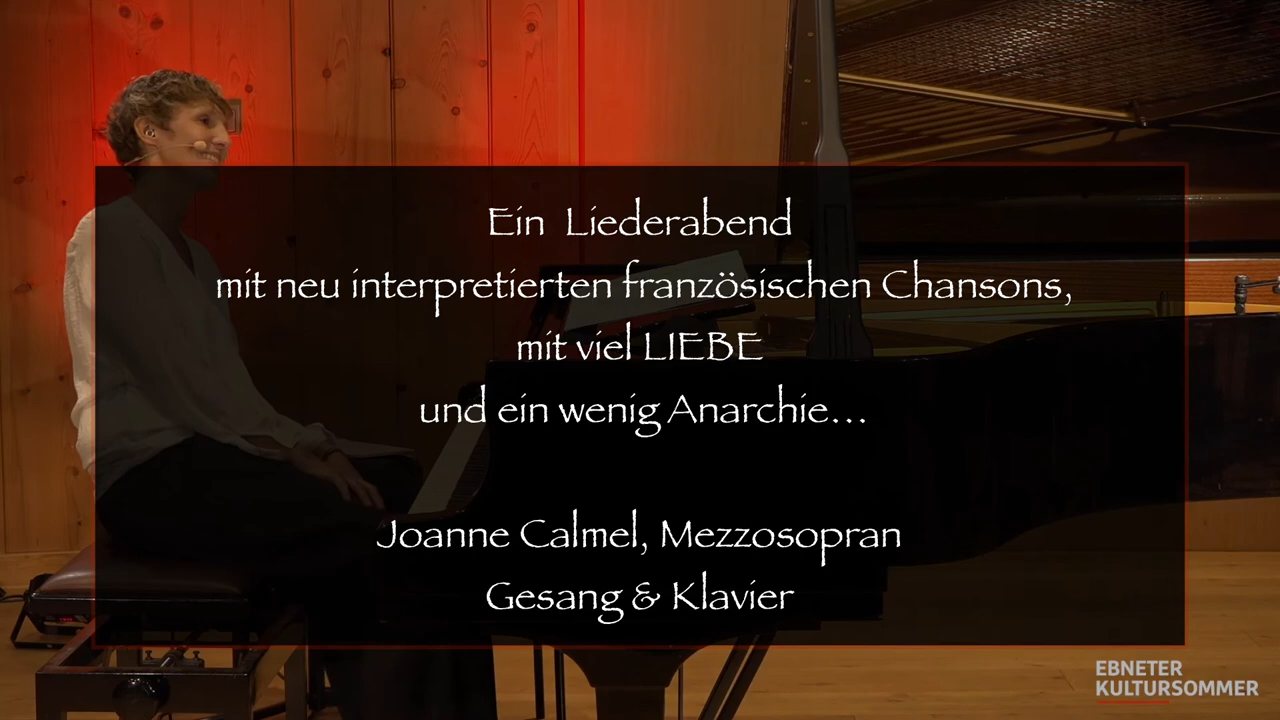 Ein Liederabend
mit neu interpretierten französischen Chansons,
mit viel LIEBE
und ein wenig Anarchie...
Joanne Calmel, Mezzosopran
Gesang & Klavier
EBNETER
KULTURSOMMER